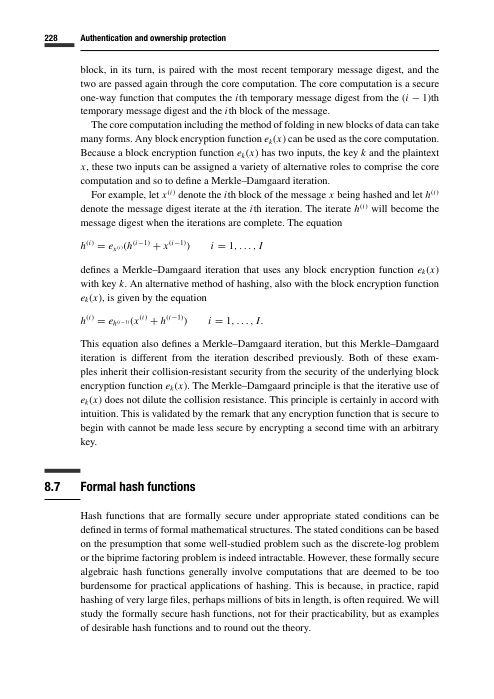 228 Authentication and ownership protection
block, in its turn, is paired with the most recent temporary message digest, and the
two are passed again through the core computation. The core computation is a secure
one-way function that computes the ith temporary message digest from the (i − 1)th
temporary message digest and the ith block of the message.
The core computation including the method of folding in new blocks of data can take
many forms. Any block encryption function eₖ(x) can be used as the core computation.
Because a block encryption function eₖ(x) has two inputs, the key k and the plaintext
x, these two inputs can be assigned a variety of alternative roles to comprise the core
computation and so to define a Merkle–Damgaard iteration.
For example, let x⁽ⁱ⁾ denote the ith block of the message x being hashed and let h⁽ⁱ⁾
denote the message digest iterate at the ith iteration. The iterate h⁽ⁱ⁾ will become the
message digest when the iterations are complete. The equation
h⁽ⁱ⁾ = e_{x⁽ⁱ⁾}(h⁽ⁱ⁻¹⁾ + x⁽ⁱ⁻¹⁾) i = 1, . . . , I
defines a Merkle–Damgaard iteration that uses any block encryption function eₖ(x)
with key k. An alternative method of hashing, also with the block encryption function
eₖ(x), is given by the equation
h⁽ⁱ⁾ = e_{h⁽ⁱ⁻¹⁾}(x⁽ⁱ⁾ + h⁽ⁱ⁻¹⁾) i = 1, . . . , I.
This equation also defines a Merkle–Damgaard iteration, but this Merkle–Damgaard
iteration is different from the iteration described previously. Both of these exam-
ples inherit their collision-resistant security from the security of the underlying block
encryption function eₖ(x). The Merkle–Damgaard principle is that the iterative use of
eₖ(x) does not dilute the collision resistance. This principle is certainly in accord with
intuition. This is validated by the remark that any encryption function that is secure to
begin with cannot be made less secure by encrypting a second time with an arbitrary
key.
8.7 Formal hash functions
Hash functions that are formally secure under appropriate stated conditions can be
defined in terms of formal mathematical structures. The stated conditions can be based
on the presumption that some well-studied problem such as the discrete-log problem
or the biprime factoring problem is indeed intractable. However, these formally secure
algebraic hash functions generally involve computations that are deemed to be too
burdensome for practical applications of hashing. This is because, in practice, rapid
hashing of very large files, perhaps millions of bits in length, is often required. We will
study the formally secure hash functions, not for their practicability, but as examples
of desirable hash functions and to round out the theory.